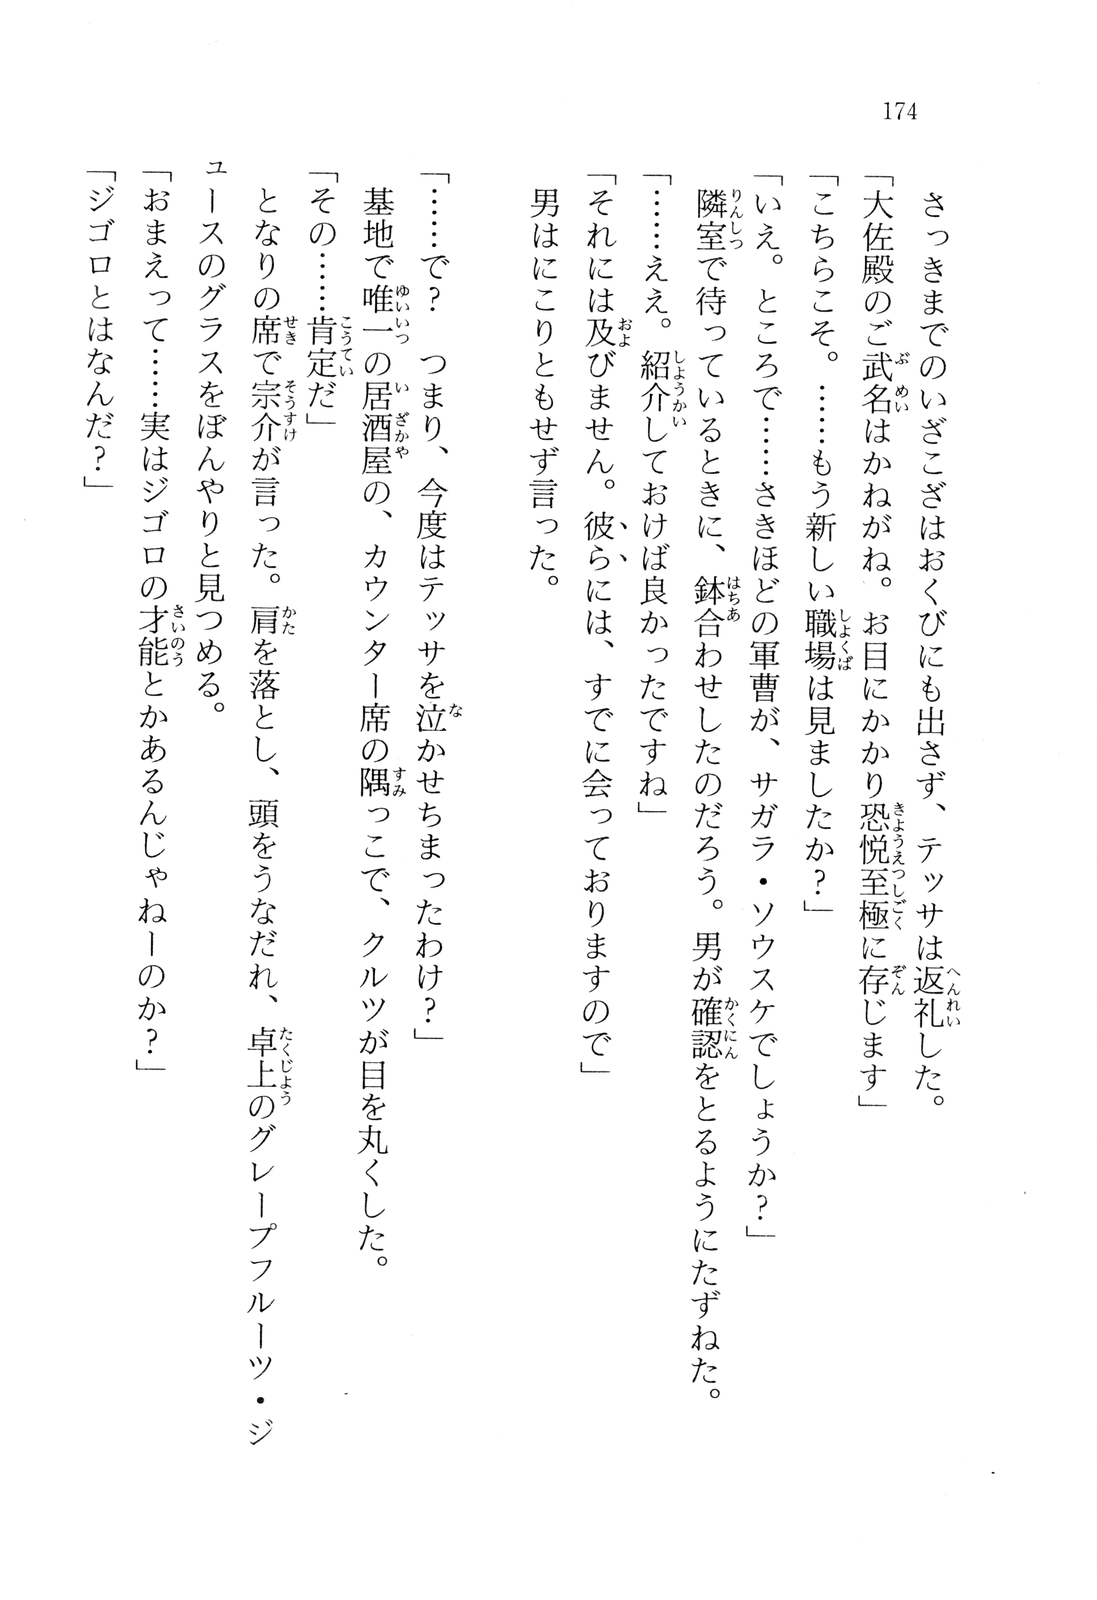 174
さっきまでのいざこざはおくびにも出さず、テッサは返礼した。
「大佐殿のご武名はかねがね。お目にかかり恐悦至極に存じます」
「こちらこそ。……もう新しい職場は見ましたか？」
「いえ。ところで……さきほどの軍曹が、サガラ・ソウスケでしょうか？」
隣室で待っているときに、鉢合わせしたのだろう。男が確認をとるようにたずねた。
「……ええ。紹介しておけば良かったですね」
「それには及びません。彼らには、すでに会っておりますので」
男はにこりともせず言った。
「……で？　つまり、今度はテッサを泣かせちまったわけ？」
基地で唯一の居酒屋の、カウンター席の隅っこで、クルツが目を丸くした。
「その……肯定だ」
となりの席で宗介が言った。肩を落とし、頭をうなだれ、卓上のグレープフルーツ・ジ
ュースのグラスをぼんやりと見つめる。
「おまえって……実はジゴロの才能とかあるんじゃねーのか？」
「ジゴロとはなんだ？」